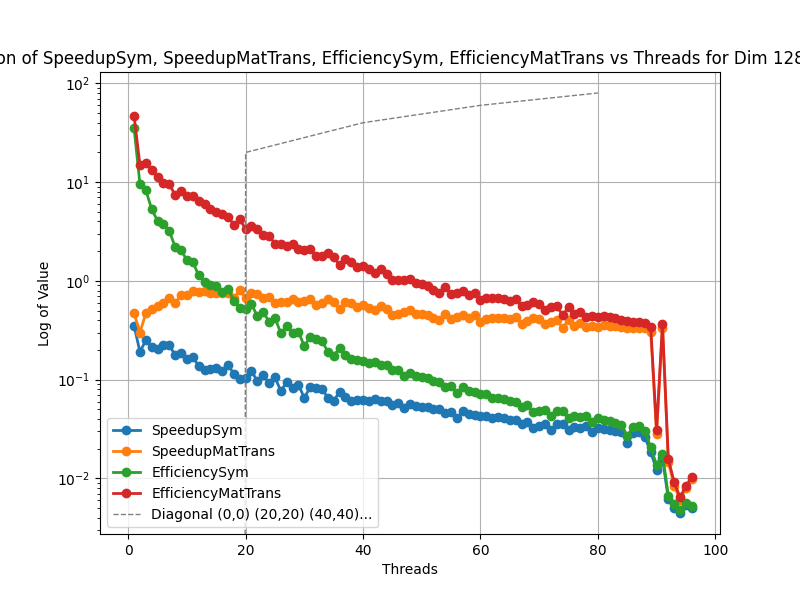 on of SpeedupSym, SpeedupMatTrans, EfficiencySym, EfficiencyMatTrans vs Threads for Dim 128
Log of Value
10²
10¹
10⁰
10⁻¹
10⁻²
SpeedupSym
SpeedupMatTrans
EfficiencySym
EfficiencyMatTrans
Diagonal (0,0) (20,20) (40,40)...
0 20 40 60 80 100
Threads